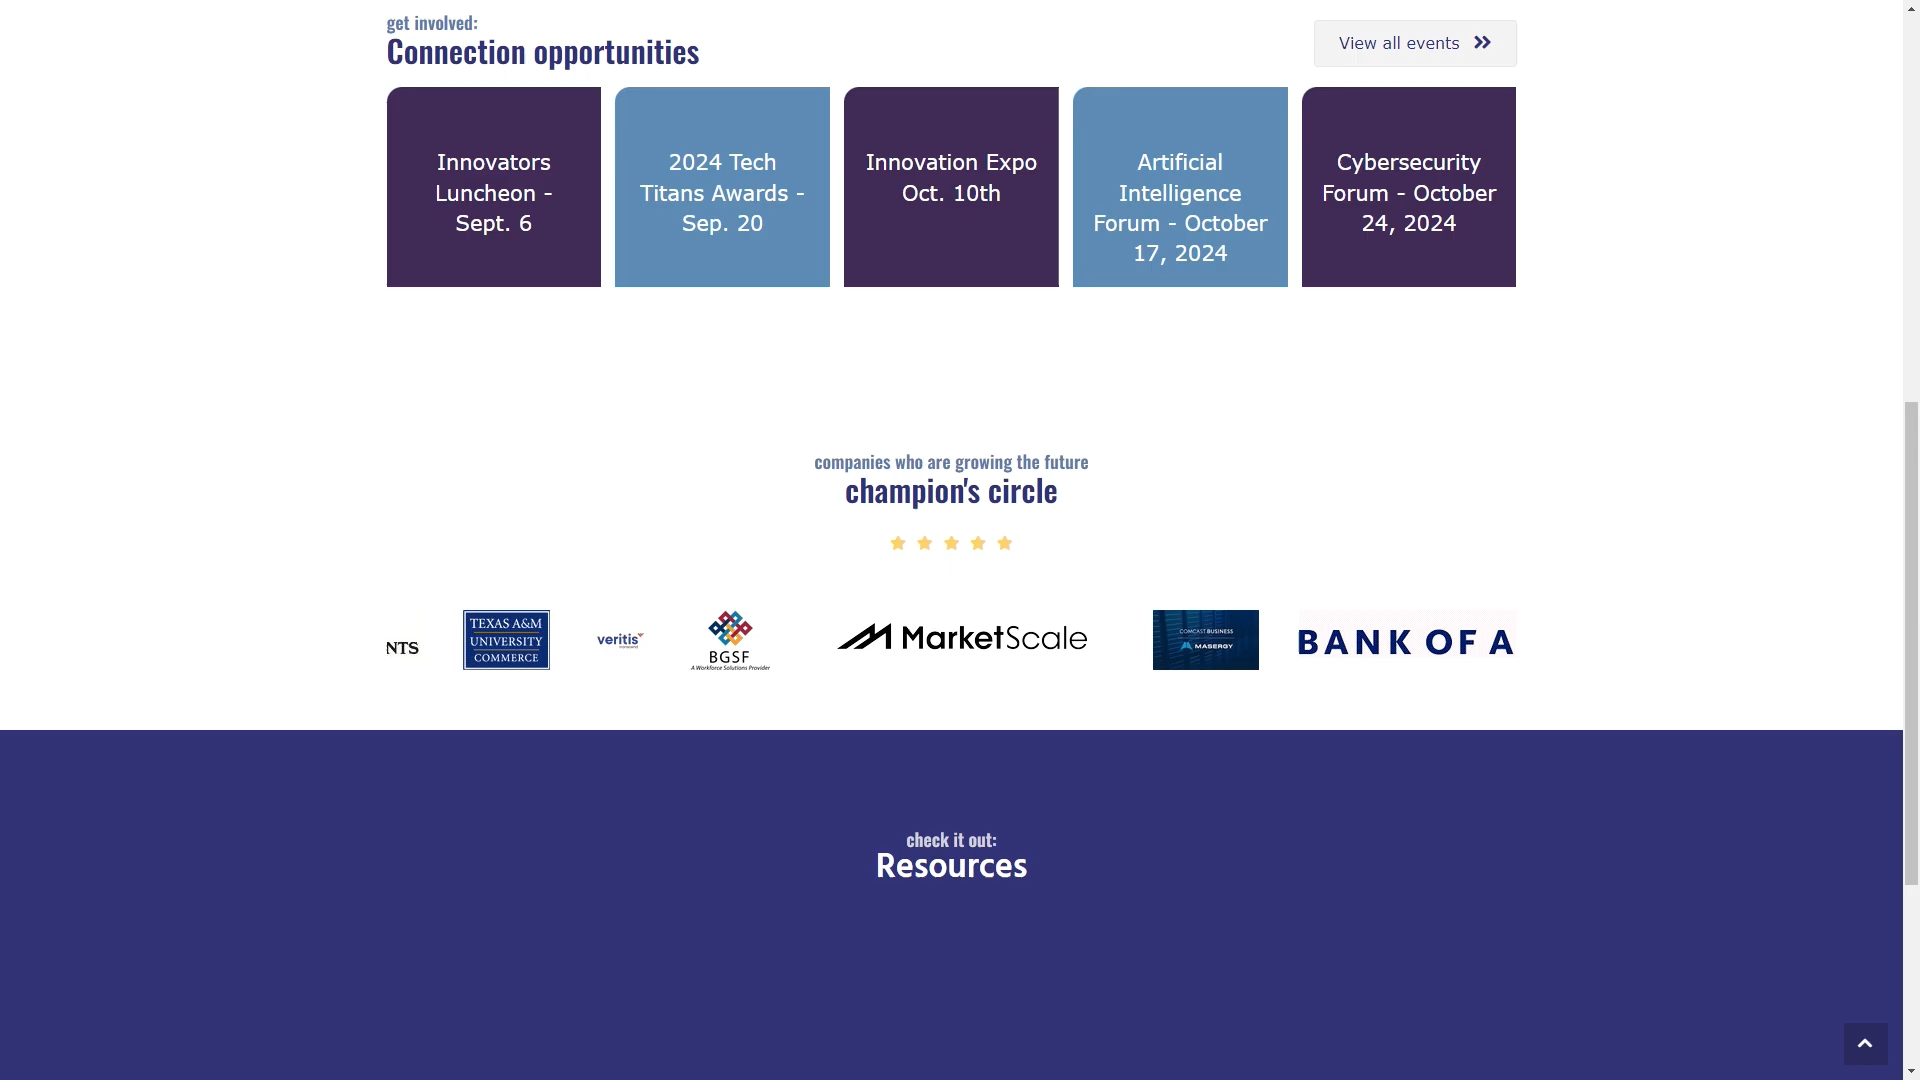 get involved:
Connection opportunities
View all events
Innovators
Luncheon -
Sept. 6
2024 Tech
Titans Awards -
Sep. 20
Innovation Expo
Oct. 10th
Artificial
Intelligence
Forum - October
17, 2024
Cybersecurity
Forum - October
24, 2024
companies who are growing the future
champion's circle
NTS
TEXAS A&M
UNIVERSITY
COMMERCE
veritis
BGSF
A Workforce Solutions Provider
MarketScale
COMCAST BUSINESS
MASERGY
BANK OF A
check it out:
Resources